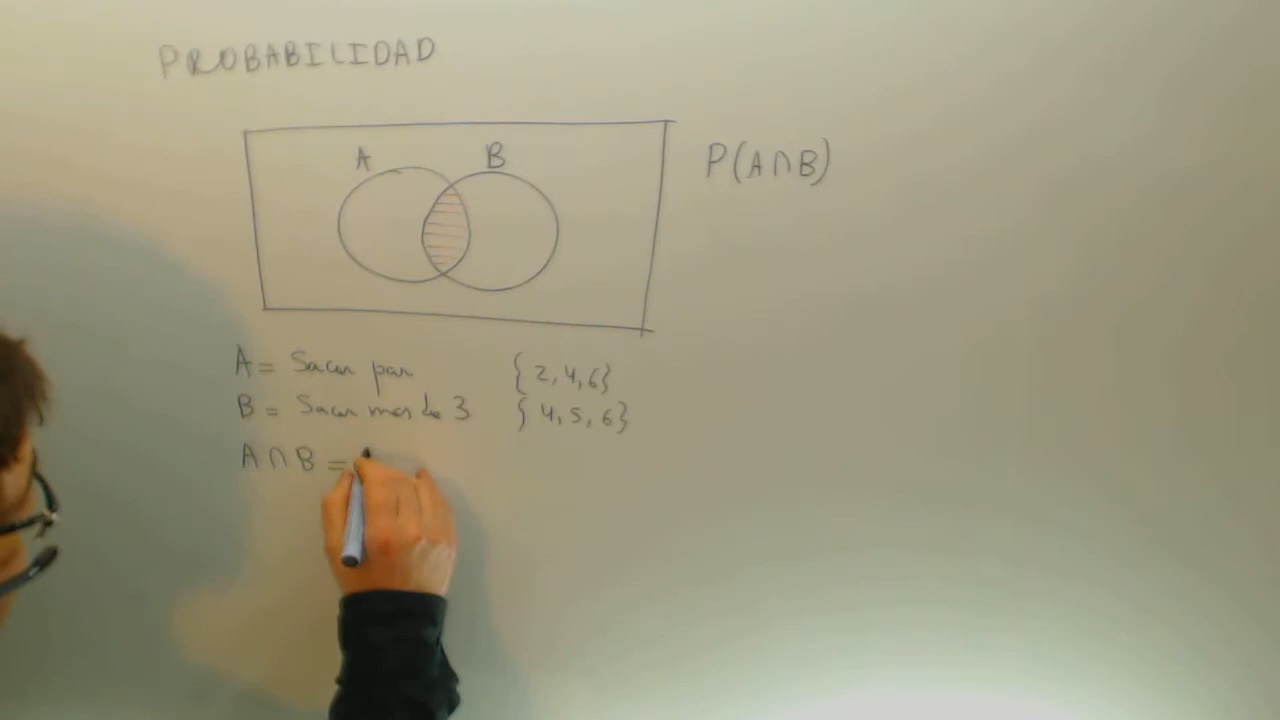 PROBABILIDAD
A B
P(A∩B)
A = Sacar par {2,4,6}
B = Sacar mas de 3 {4,5,6}
A∩B =